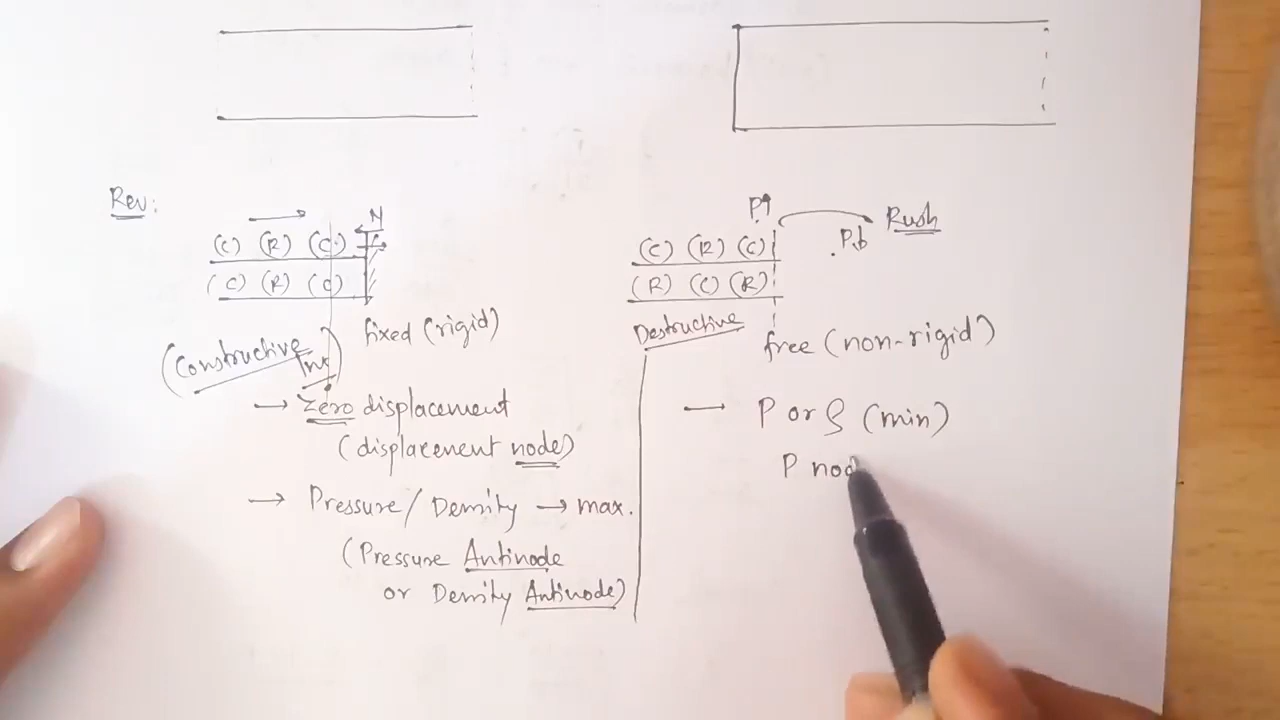 Rev:
N
(C) (R) (C)
(C) (R) (C)
fixed (rigid)
(Constructive
Int)
→ Zero displacement
(displacement node)
→ Pressure/Density → max.
(Pressure Antinode
or Density Antinode)
P↑
Rush
P.b
(C) (R) (C)
(R) (C) (R)
Destructive
free (non-rigid)
→ P or ρ (min)
P nod